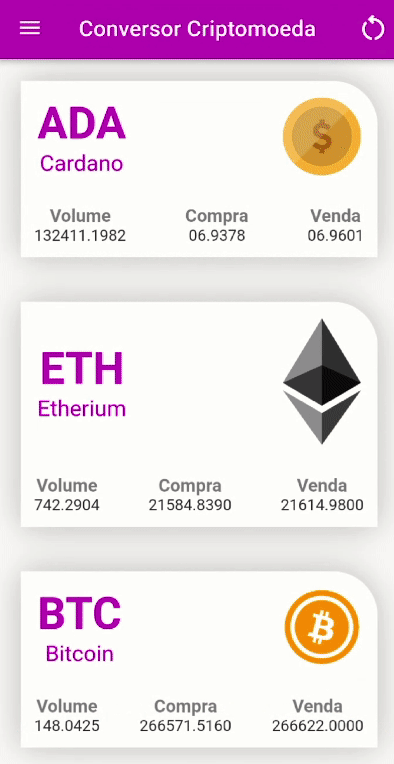 Conversor Criptomoeda
ADA
Cardano
$
Volume Compra Venda
132411.1982 06.9378 06.9601
ETH
Etherium
Volume Compra Venda
742.2904 21584.8390 21614.9800
BTC
Bitcoin
₿
Volume Compra Venda
148.0425 266571.5160 266622.0000